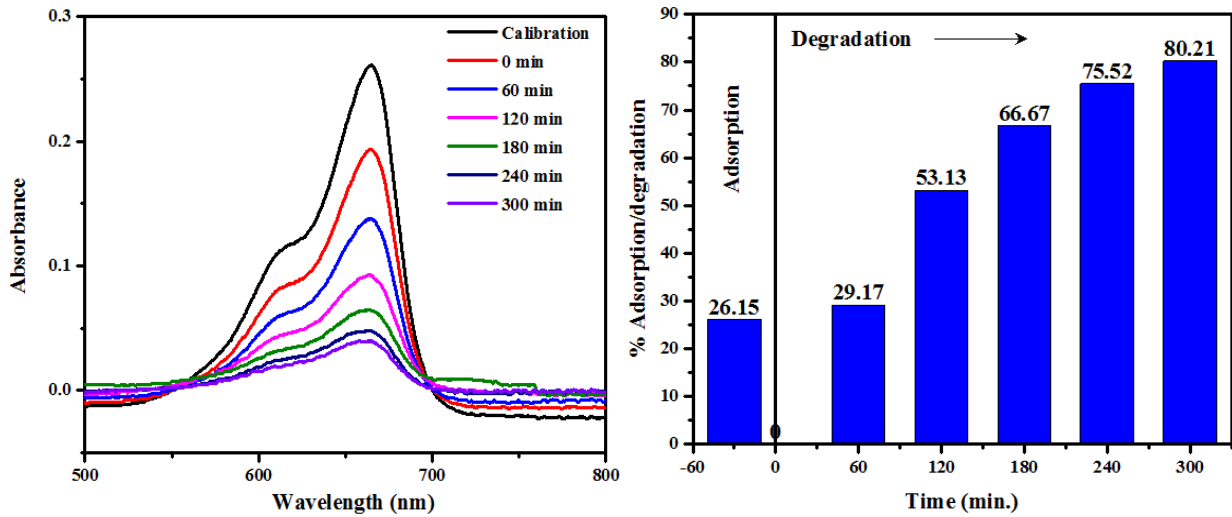 0.3
0.2
0.1
0.0
Absorbance
500
600
700
800
Wavelength (nm)
Calibration
0 min
60 min
120 min
180 min
240 min
300 min
90
80
70
60
50
40
30
20
10
0
% Adsorption/degradation
Adsorption
Degradation
26.15
0
29.17
53.13
66.67
75.52
80.21
-60
0
60
120
180
240
300
Time (min.)